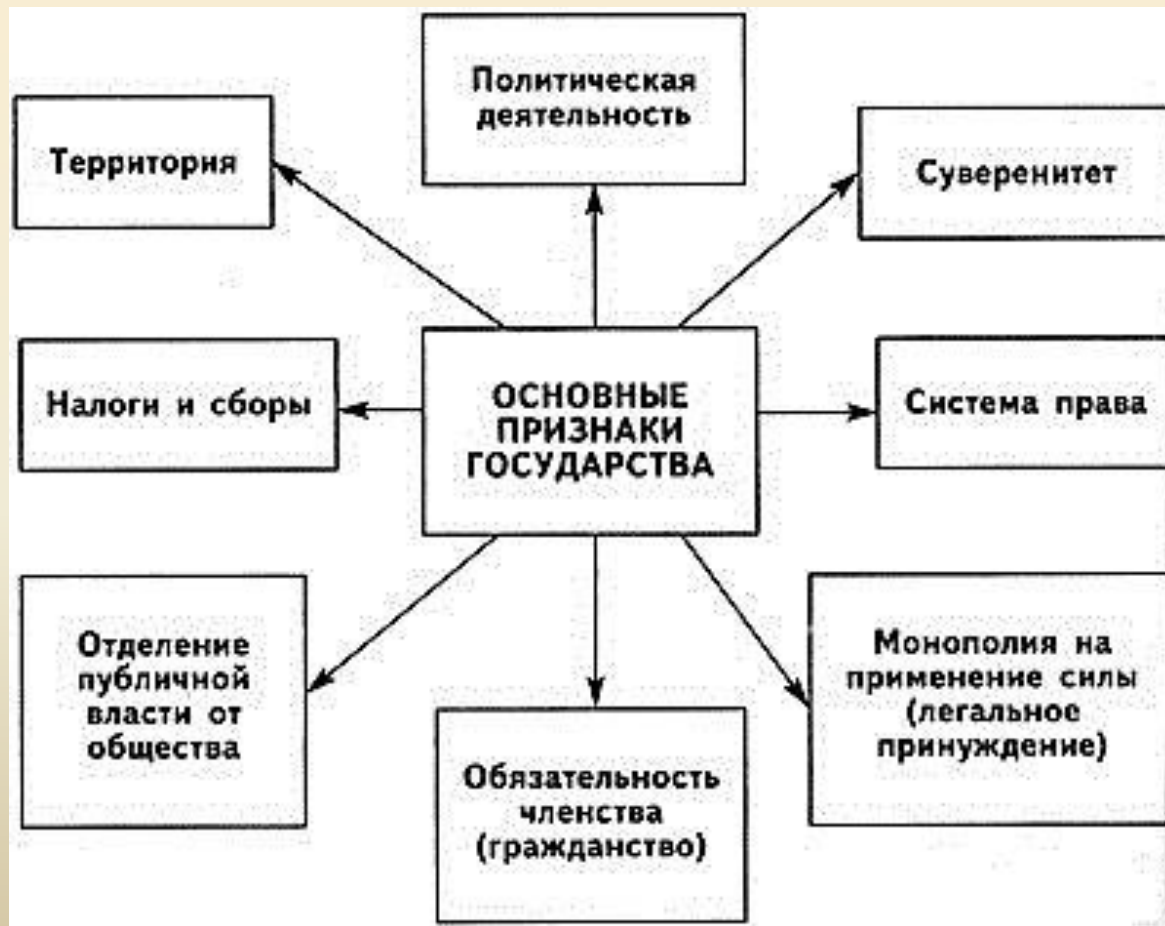 Политическая
деятельность
Территория
Суверенитет
Налоги и сборы
ОСНОВНЫЕ
ПРИЗНАКИ
ГОСУДАРСТВА
Система права
Отделение
публичной
власти от
общества
Обязательность
членства
(гражданство)
Монополия на
применение силы
(легальное
принуждение)